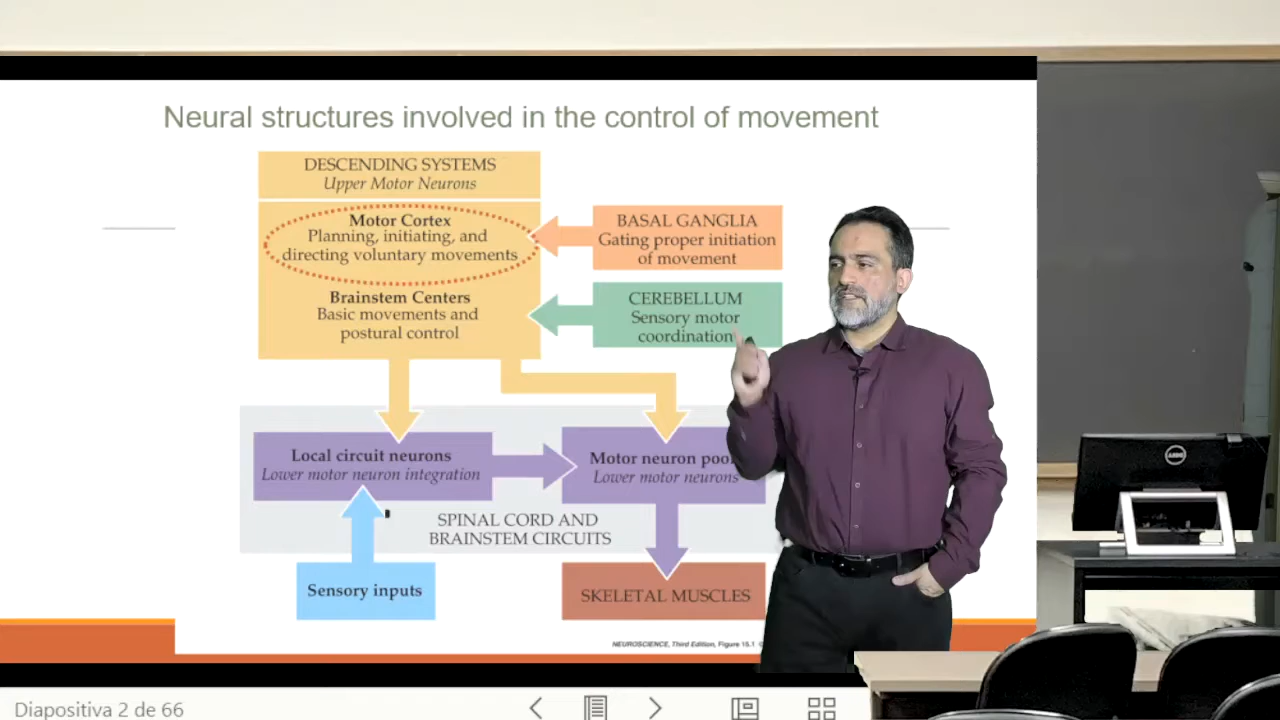 Neural structures involved in the control of movement
DESCENDING SYSTEMS
Upper Motor Neurons
Motor Cortex
Planning, initiating, and
directing voluntary movements
Brainstem Centers
Basic movements and
postural control
BASAL GANGLIA
Gating proper initiation
of movement
CEREBELLUM
Sensory motor
coordination
Local circuit neurons
Lower motor neuron integration
Motor neuron
Lower motor neurons
SPINAL CORD AND
BRAINSTEM CIRCUITS
Sensory inputs
SKELETAL MUSCLES
NEUROSCIENCE, Third Edition, Figure 15.1
DELL
Diapositiva 2 de 66